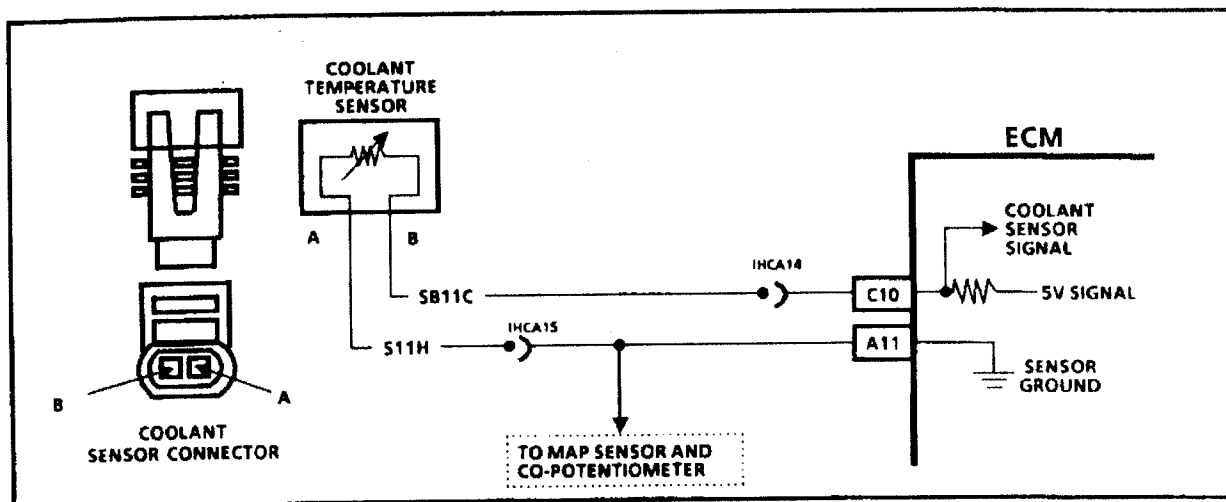 COOLANT
TEMPERATURE
SENSOR
A
B
ECM
COOLANT
SENSOR
SIGNAL
IHCA14
SB11C
C10
5V SIGNAL
IHCA15
S11H
A11
SENSOR
GROUND
B
A
COOLANT
SENSOR CONNECTOR
TO MAP SENSOR AND
CO-POTENTIOMETER